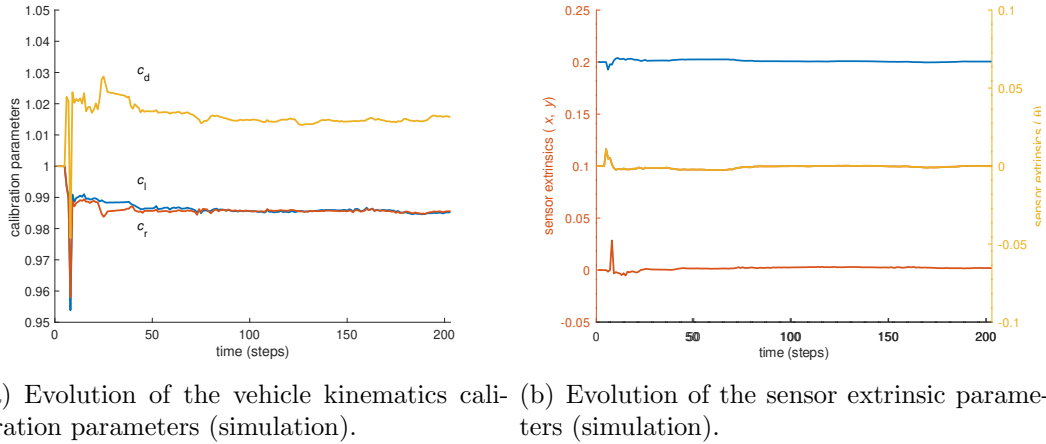 1.05
1.04
1.03
1.02
1.01
1
0.99
0.98
0.97
0.96
0.95
calibration parameters
c_d
c_l
c_r
0 50 100 150 200
time (steps)
0.25
0.2
0.15
0.1
0.05
0
-0.05
sensor extrinsics ( x, y )
0.1
0.05
0
-0.05
-0.1
sensor extrinsics ( θ )
0 50 100 150 200
time (steps)
) Evolution of the vehicle kinematics cali-
ration parameters (simulation).
(b) Evolution of the sensor extrinsic parame-
ters (simulation).